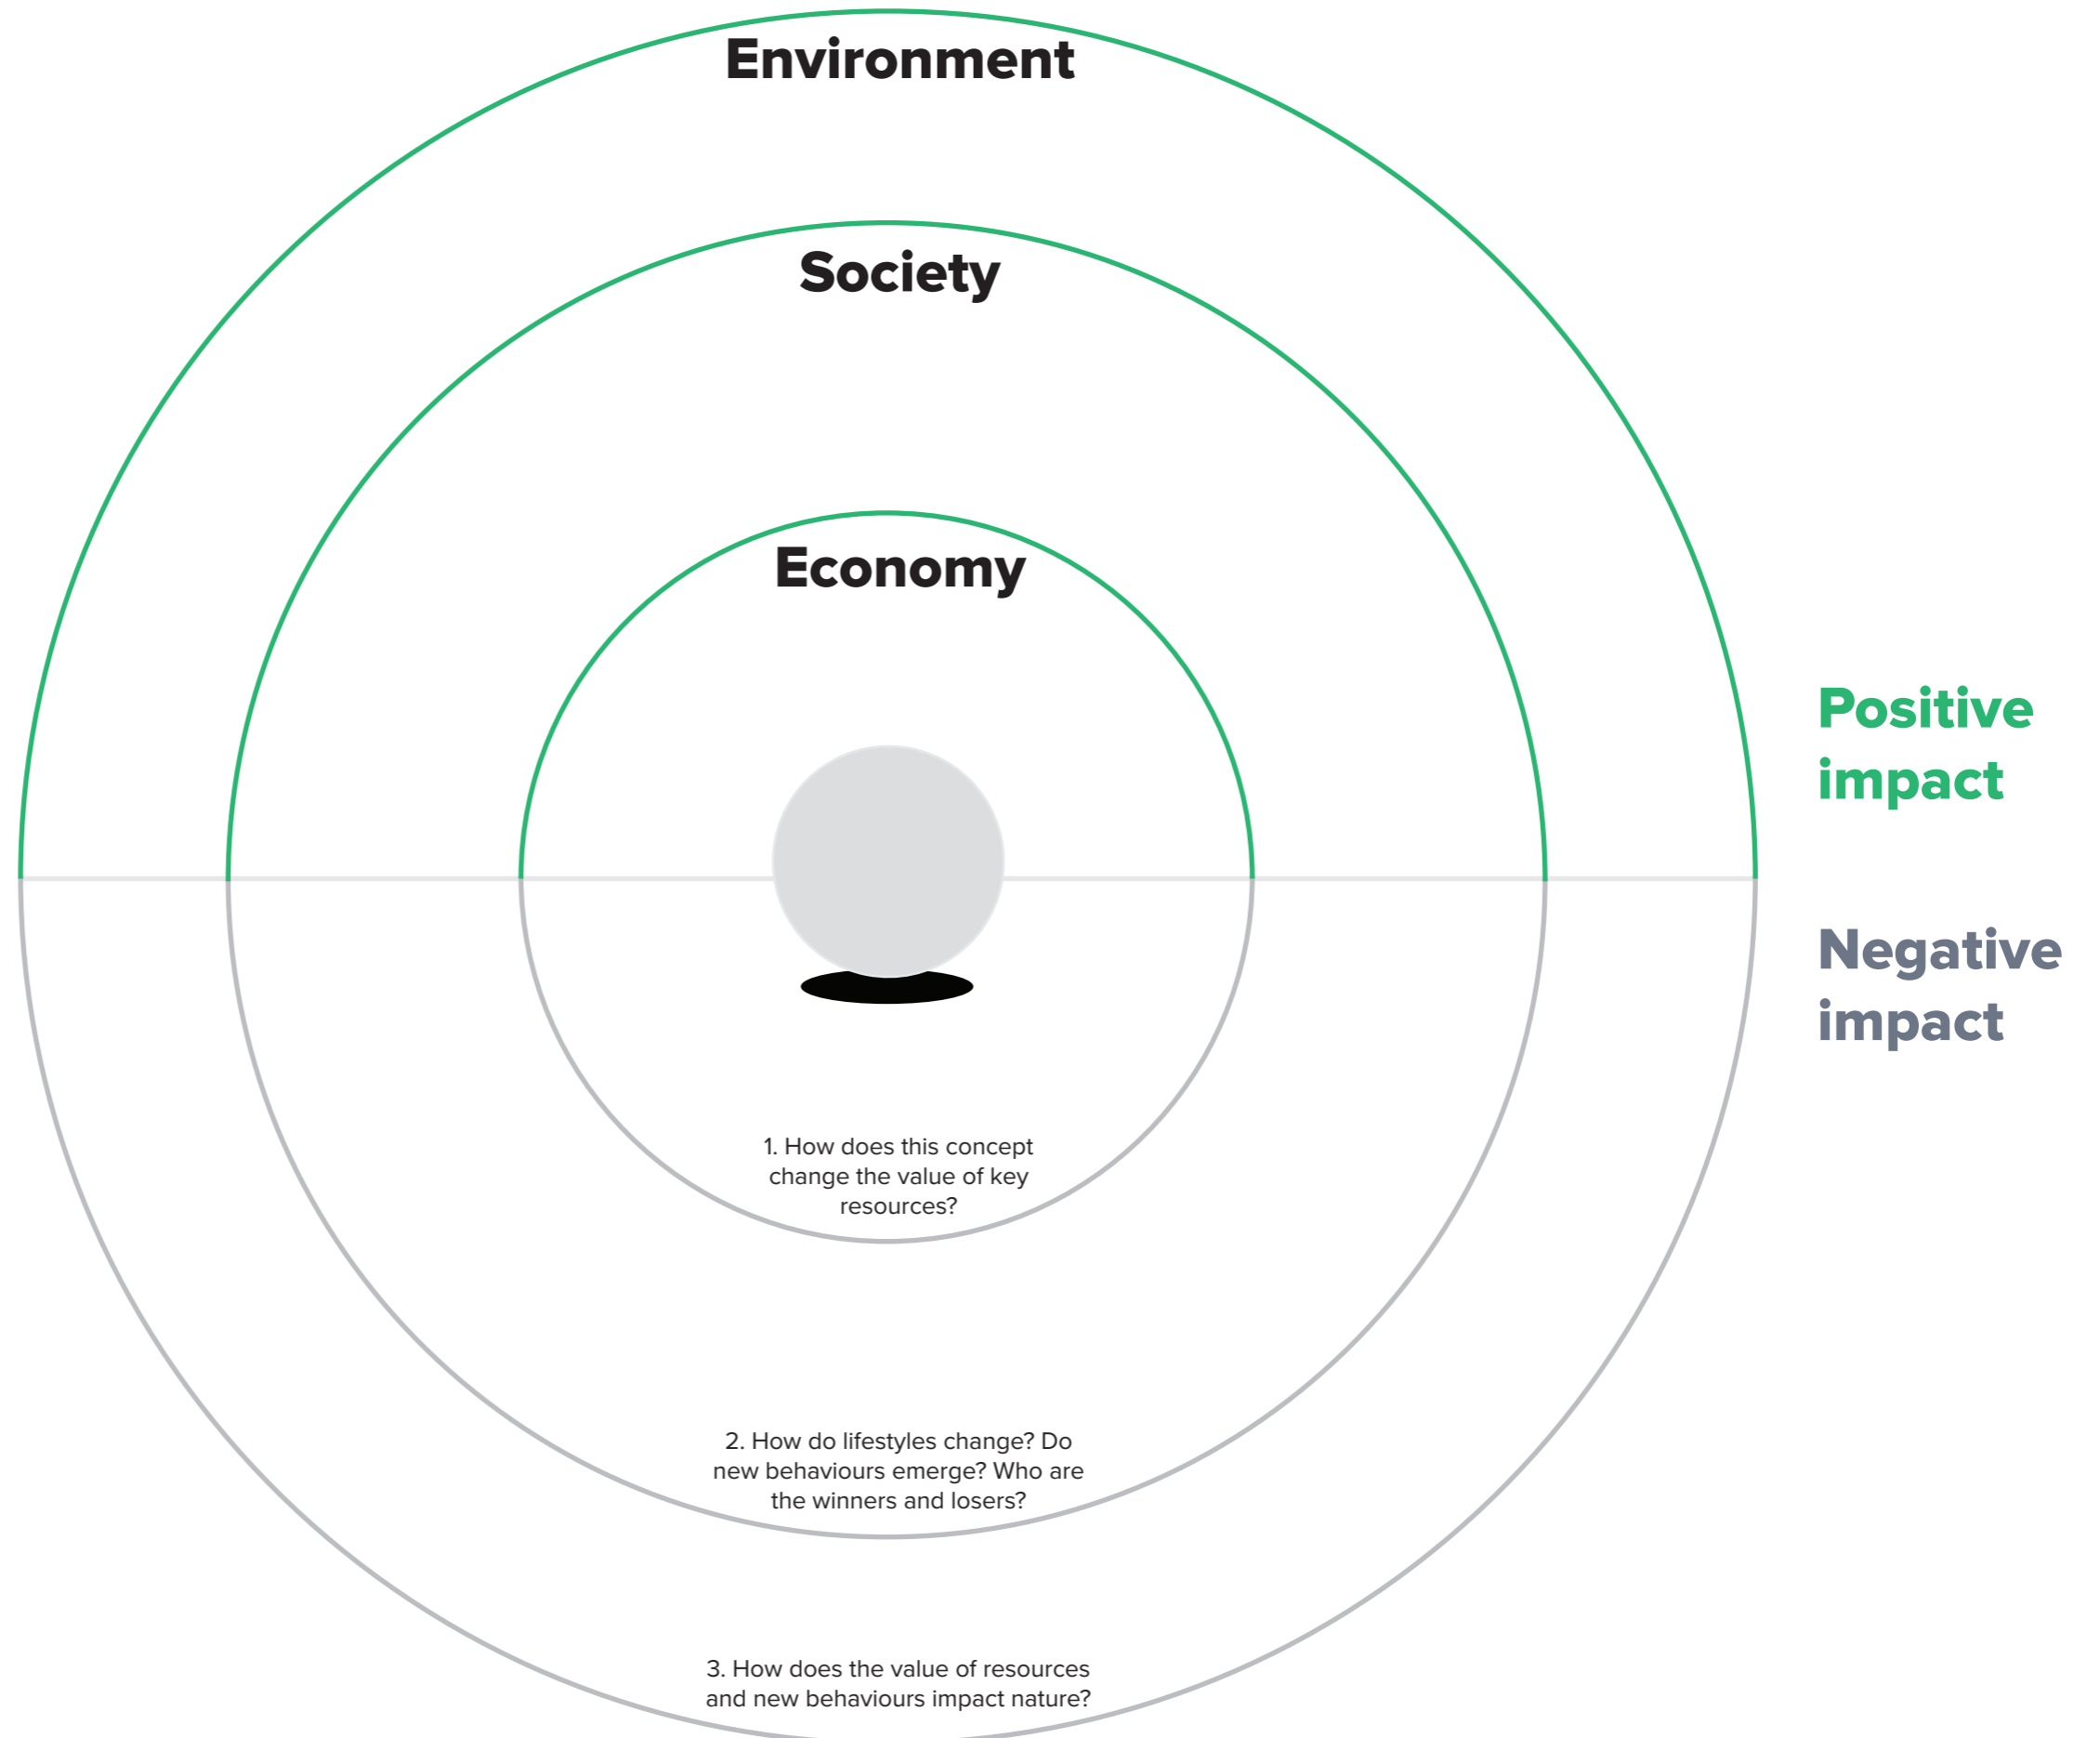 Environment
Society
Economy
Positive
impact
Negative
impact
1. How does this concept
change the value of key
resources?
2. How do lifestyles change? Do
new behaviours emerge? Who are
the winners and losers?
3. How does the value of resources
and new behaviours impact nature?